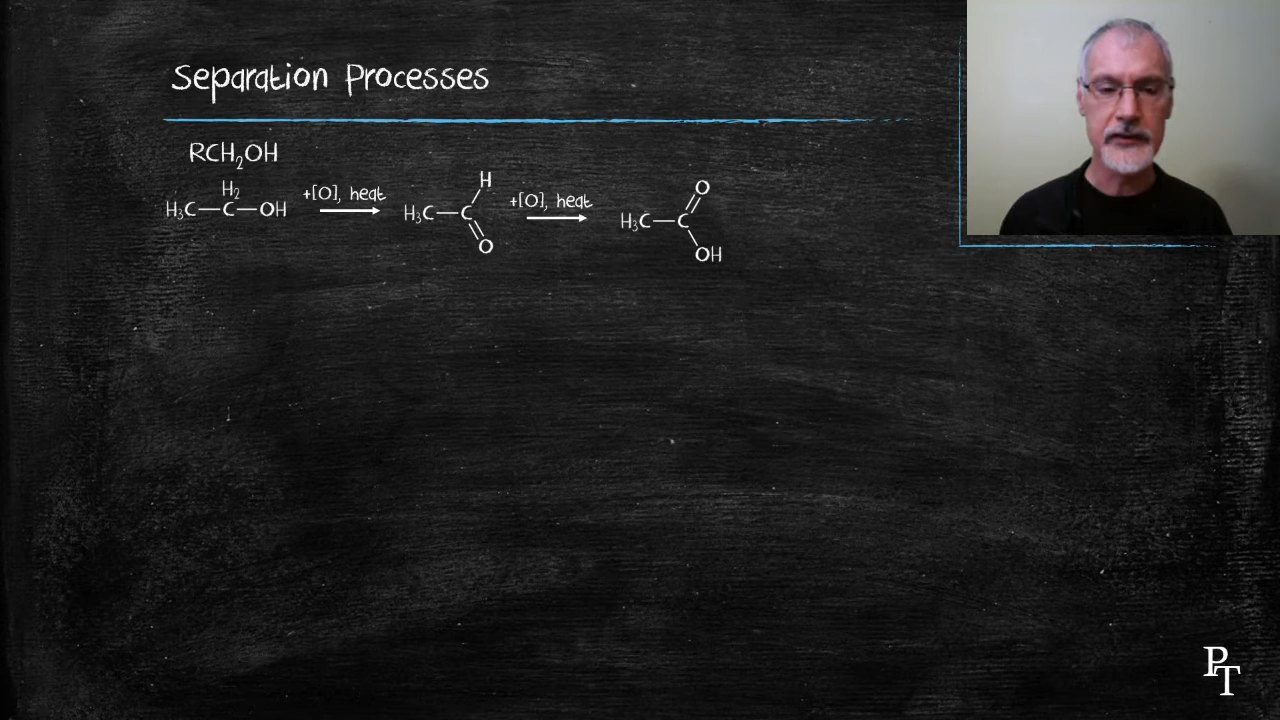 Separation Processes
RCH₂OH
H₃C—C—OH +[O], heat H₃C—C +[O], heat H₃C—C
H₂
H
O
O
OH
PT